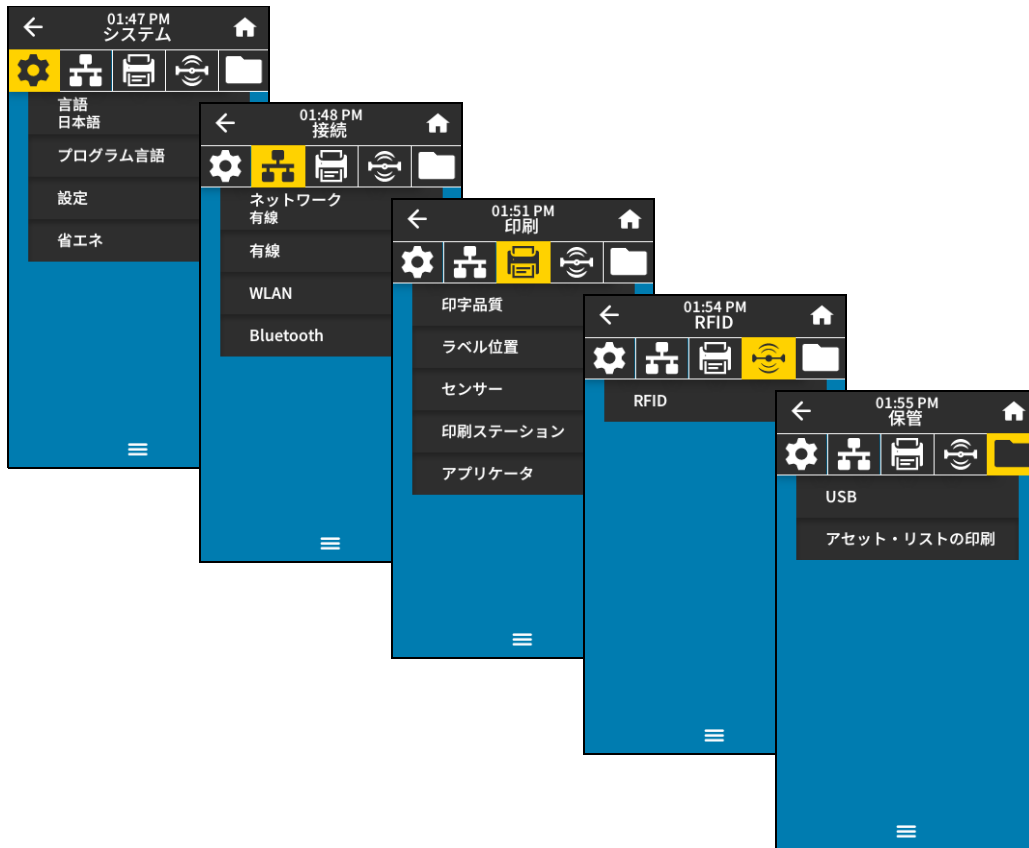 01:47 PM
システム
言語
日本語
プログラム言語
設定
省エネ
01:48 PM
接続
ネットワーク
有線
有線
WLAN
Bluetooth
01:51 PM
印刷
印字品質
ラベル位置
センサー
印刷ステーション
アプリケータ
01:54 PM
RFID
RFID
01:55 PM
保管
USB
アセット・リストの印刷